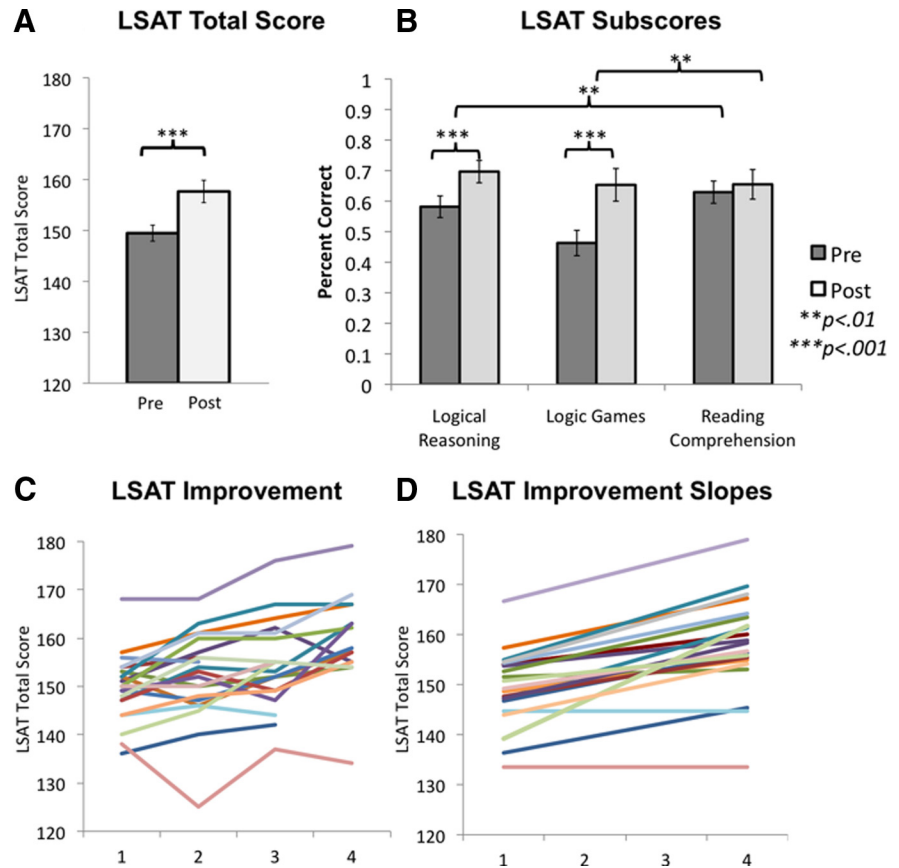 A LSAT Total Score
180
170
160
150
140
130
120
LSAT Total Score
***
Pre Post
B LSAT Subscores
1
0.9
0.8
0.7
0.6
0.5
0.4
0.3
0.2
0.1
0
Percent Correct
**
**
*** ***
Logical
Reasoning
Logic Games
Reading
Comprehension
Pre
Post
**p<.01
***p<.001
C LSAT Improvement
180
170
160
150
140
130
120
LSAT Total Score
1 2 3 4
D LSAT Improvement Slopes
180
170
160
150
140
130
120
LSAT Total Score
1 2 3 4